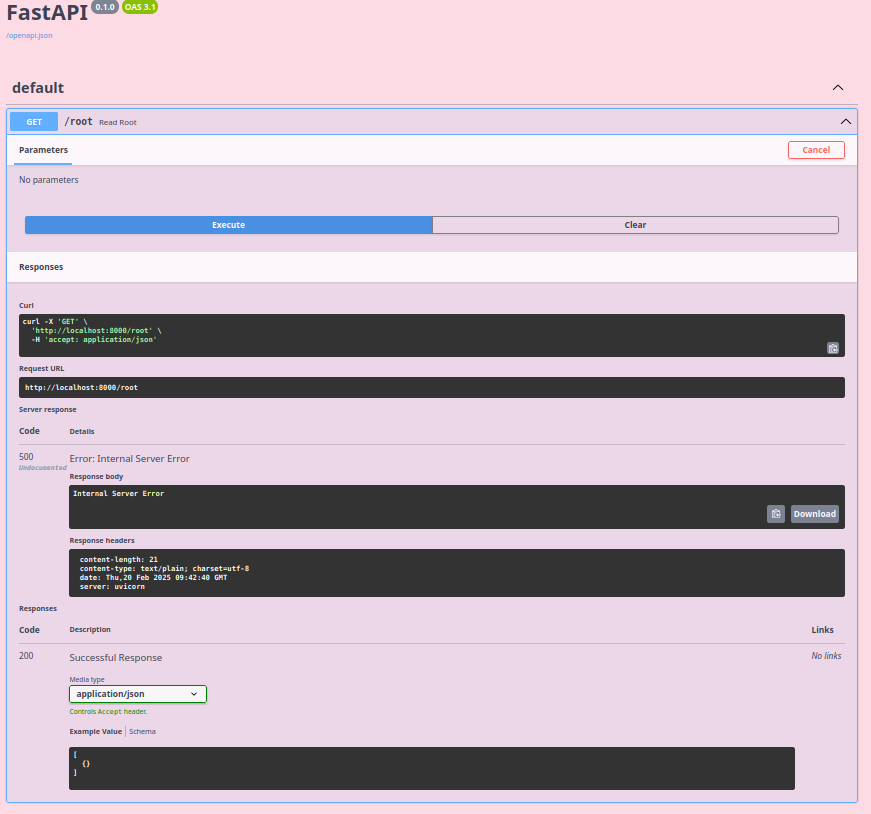 FastAPI 0.1.0 OAS 3.1
/openapi.json
default
GET /root Read Root
Parameters Cancel
No parameters
Execute Clear
Responses
Curl
curl -X 'GET' \
'http://localhost:8000/root' \
-H 'accept: application/json'
Request URL
http://localhost:8000/root
Server response
Code Details
500 Error: Internal Server Error
Undocumented
Response body
Internal Server Error
Download
Response headers
content-length: 21
content-type: text/plain; charset=utf-8
date: Thu,20 Feb 2025 09:42:40 GMT
server: uvicorn
Responses
Code Description Links
200 Successful Response No links
Media type
application/json
Controls Accept header.
Example Value Schema
[
{}
]